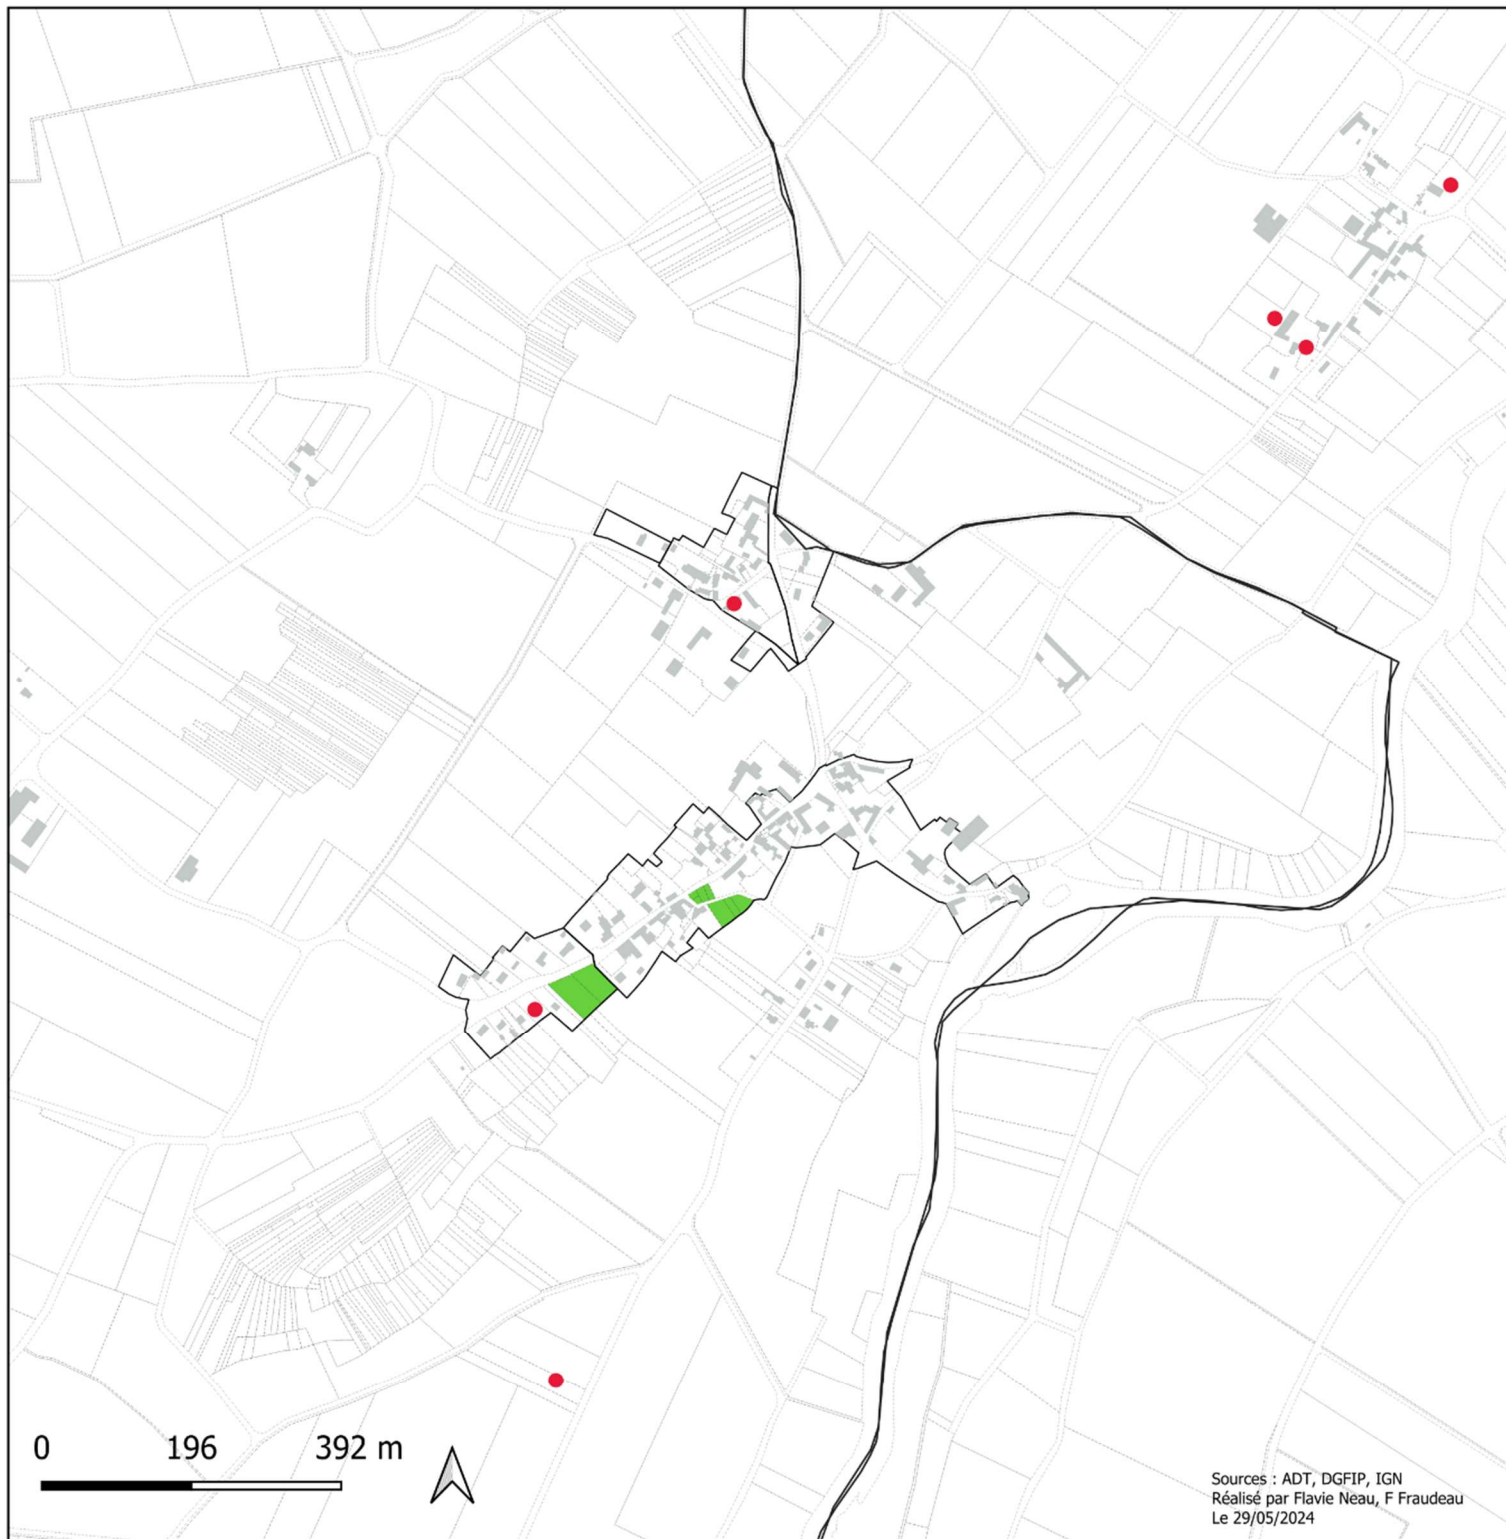 0 196 392 m
Sources : ADT, DGFIP, IGN
Réalisé par Flavie Neau, F Fraudeau
Le 29/05/2024